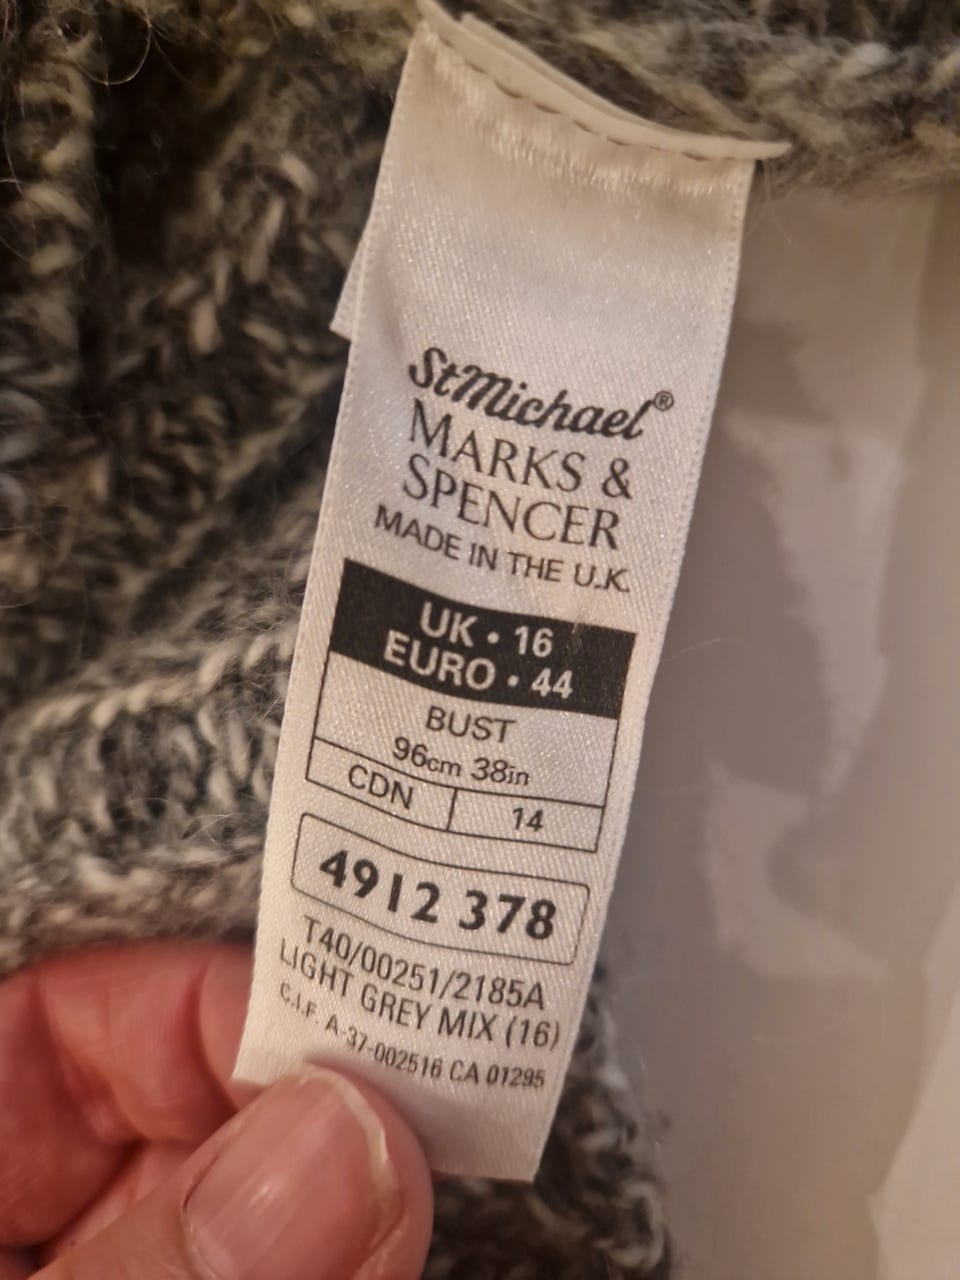 StMichael®
MARKS &
SPENCER
MADE IN THE U.K.
UK • 16
EURO • 44
BUST
96cm 38in
CDN 14
4912 378
T40/00251/2185A
LIGHT GREY MIX (16)
C.I.F. A-37-002516 CA 01295